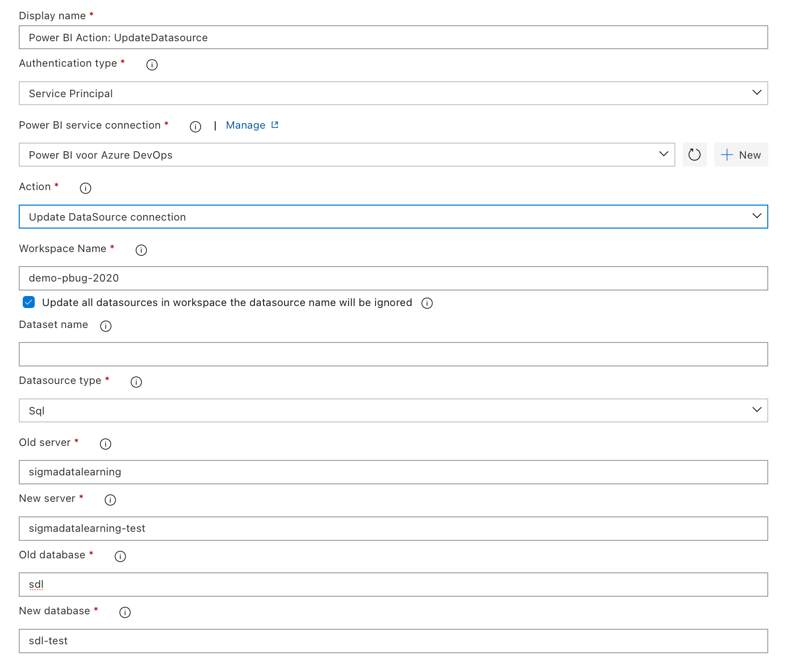 Display name *
Power BI Action: UpdateDatasource
Authentication type *
Service Principal
Power BI service connection * | Manage
Power BI voor Azure DevOps
New
Action *
Update DataSource connection
Workspace Name *
demo-pbug-2020
Update all datasources in workspace the datasource name will be ignored
Dataset name
Datasource type *
Sql
Old server *
sigmadatalearning
New server *
sigmadatalearning-test
Old database *
sdl
New database *
sdl-test